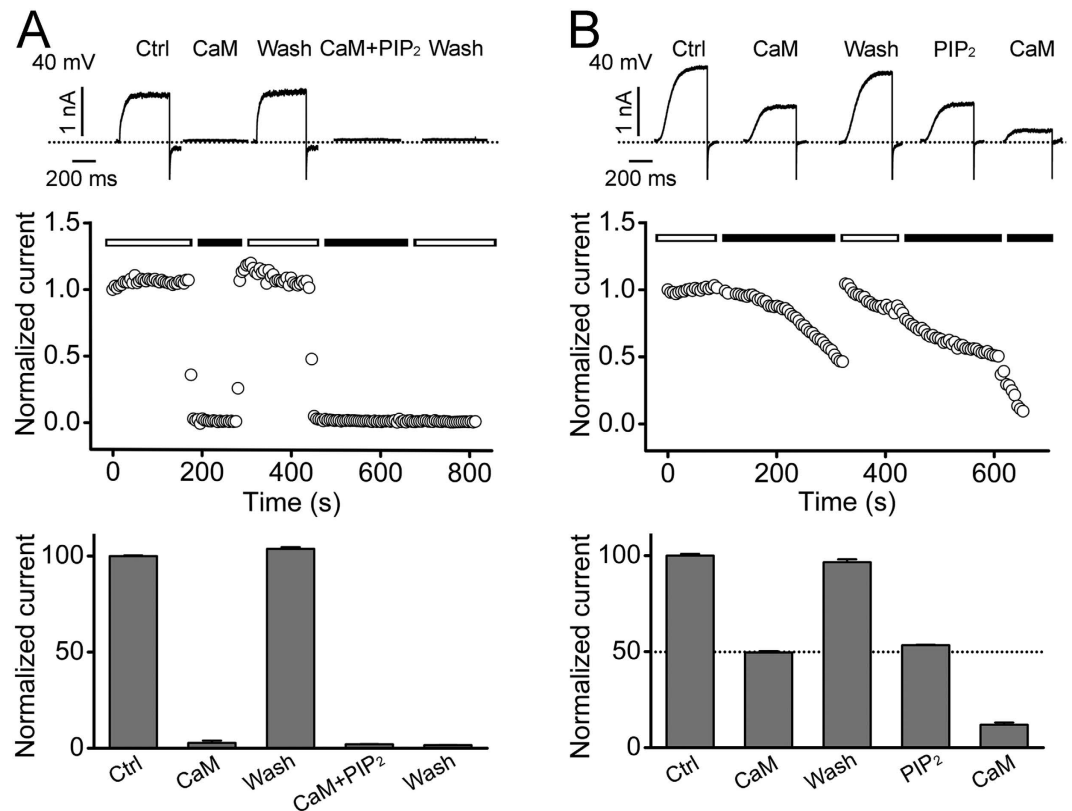 A
Ctrl CaM Wash CaM+PIP₂ Wash
40 mV
1 nA
200 ms
Normalized current
1.5
1.0
0.5
0.0
0 200 400 600 800
Time (s)
Normalized current
100
50
0
Ctrl CaM Wash CaM+PIP₂ Wash
B
Ctrl CaM Wash PIP₂ CaM
40 mV
1 nA
200 ms
Normalized current
1.5
1.0
0.5
0.0
0 200 400 600
Time (s)
Normalized current
100
50
0
Ctrl CaM Wash PIP₂ CaM